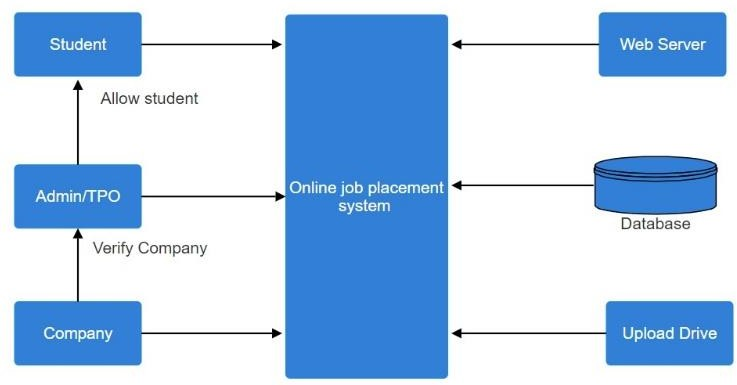 Student
Web Server
Allow student
Admin/TPO
Online job placement
system
Database
Verify Company
Company
Upload Drive